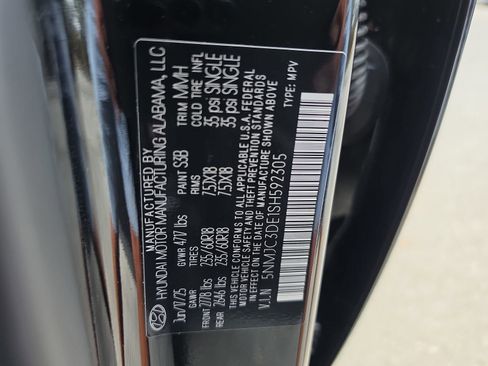 MANUFACTURED BY
HYUNDAI MOTOR MANUFACTURING ALABAMA, LLC
Jun/17/25 GVWR 4717 lbs PAINT S3B TRIM MMH
GAWR TIRES RIMS COLD TIRE INFL
FRONT 2778 lbs 235/60R18 7.5JX18 35 psi SINGLE
REAR 2646 lbs 235/60R18 7.5JX18 35 psi SINGLE
THIS VEHICLE CONFORMS TO ALL APPLICABLE U.S.A. FEDERAL
MOTOR VEHICLE SAFETY AND THEFT PREVENTION STANDARDS
IN EFFECT ON THE DATE OF MANUFACTURE SHOWN ABOVE
V.I.N 5NMJC3DE1SH592305 TYPE: MPV